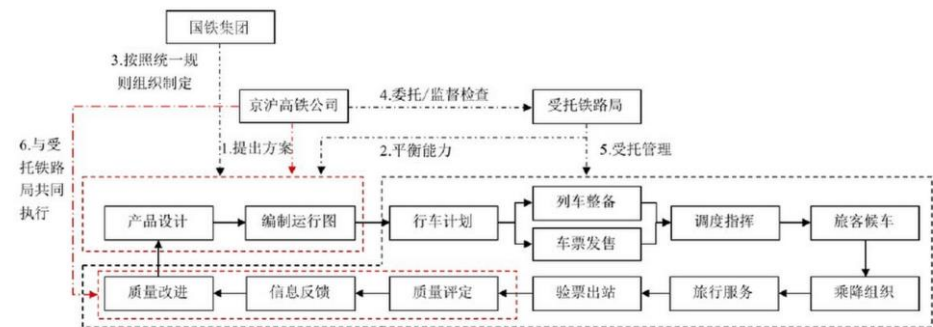 国铁集团
3.按照统一规
则组织制定
京沪高铁公司
4.委托/监督检查
受托铁路局
6.与受
托铁路
局共同
执行
1.提出方案
2.平衡能力
5.受托管理
产品设计
编制运行图
行车计划
列车整备
车票发售
调度指挥
旅客候车
质量改进
信息反馈
质量评定
验票出站
旅行服务
乘降组织